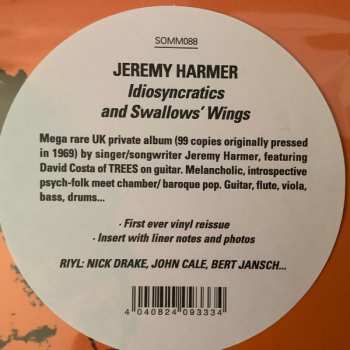 SOMM088
JEREMY HARMER
Idiosyncratics
and Swallows' Wings
Mega rare UK private album (99 copies originally pressed
in 1969) by singer/songwriter Jeremy Harmer, featuring
David Costa of TREES on guitar. Melancholic, introspective
psych-folk meet chamber/ baroque pop. Guitar, flute, viola,
bass, drums...
· First ever vinyl reissue
· Insert with liner notes and photos
RIYL: NICK DRAKE, JOHN CALE, BERT JANSCH...
4 040824 093334